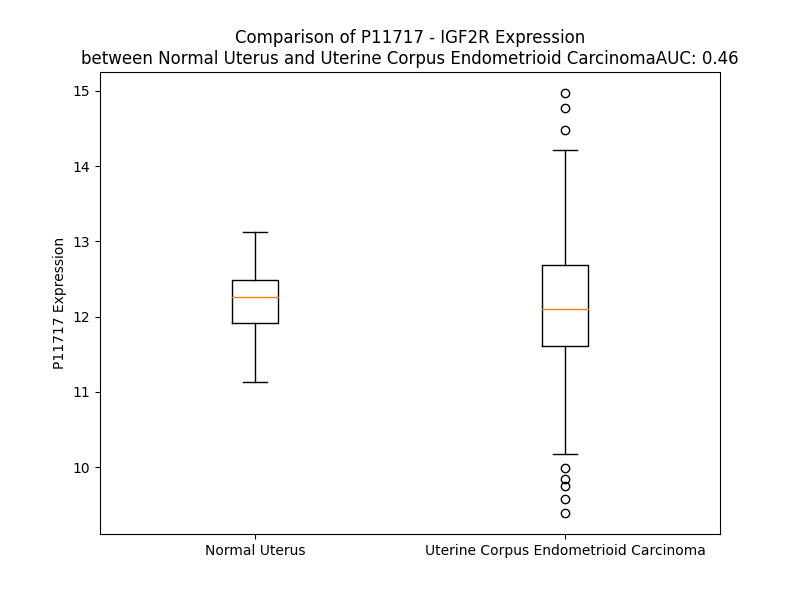 Comparison of P11717 - IGF2R Expression
between Normal Uterus and Uterine Corpus Endometrioid CarcinomaAUC: 0.46
15
14
13
12
11
10
P11717 Expression
Normal Uterus
Uterine Corpus Endometrioid Carcinoma